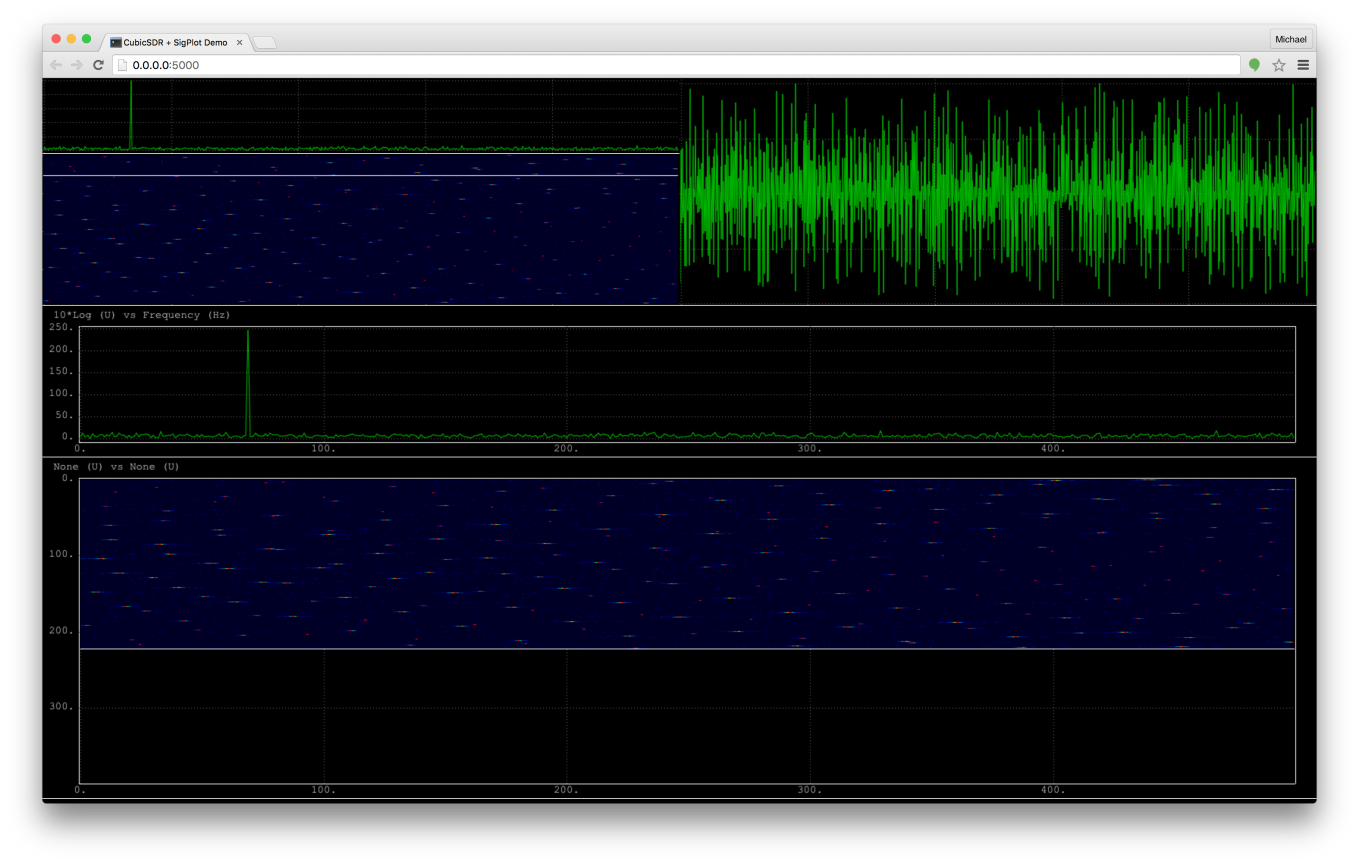 CubicSDR + SigPlot Demo ×
Michael
0.0.0.0:5000
10*Log (U) vs Frequency (Hz)
250.
200.
150.
100.
50.
0.
0. 100. 200. 300. 400.
None (U) vs None (U)
0.
100.
200.
300.
0. 100. 200. 300. 400.